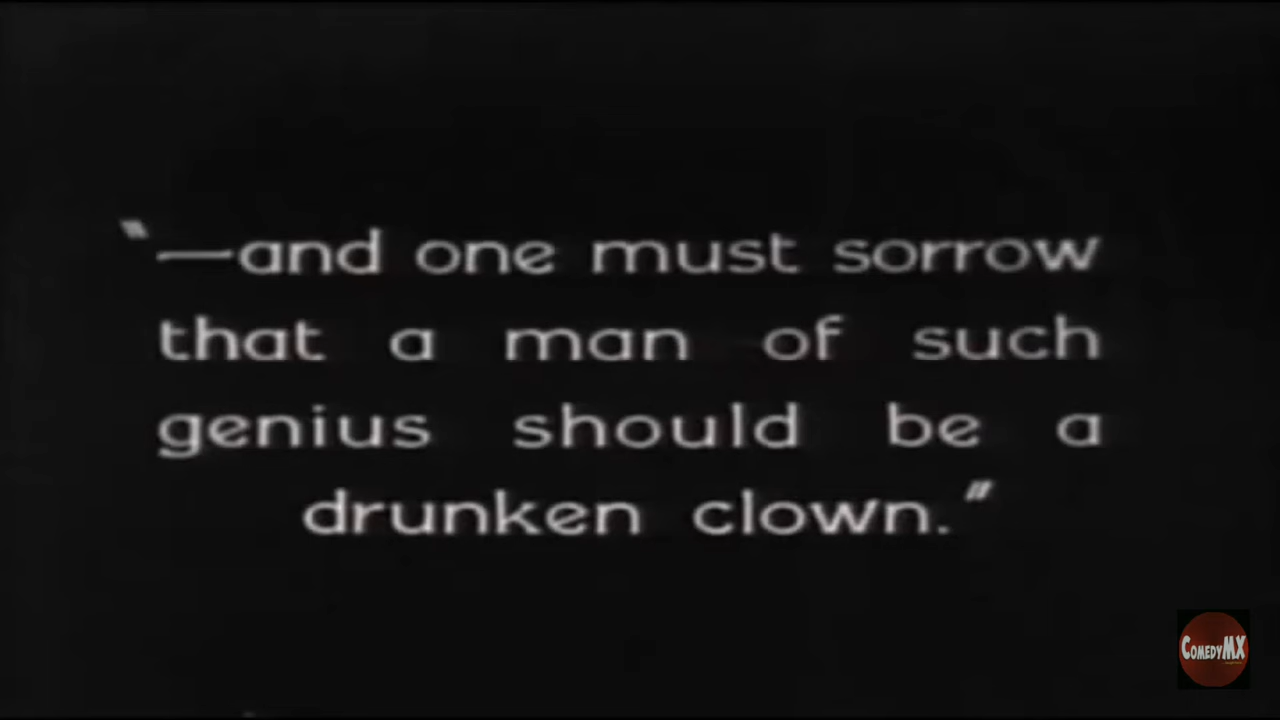 "—and one must sorrow
that a man of such
genius should be a
drunken clown."
COMEDYMX